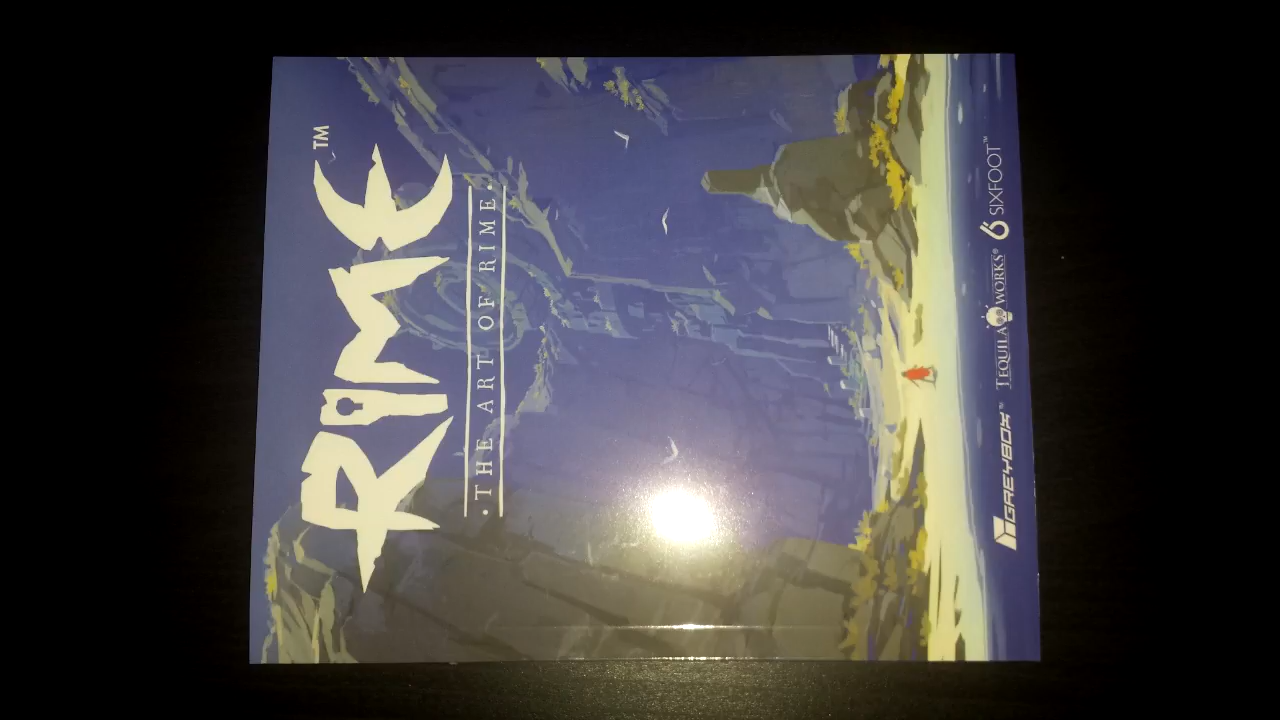 RiME™
·THE ART OF RIME·
GREYBOX™ TEQUILA WORKS® SIXFOOT™